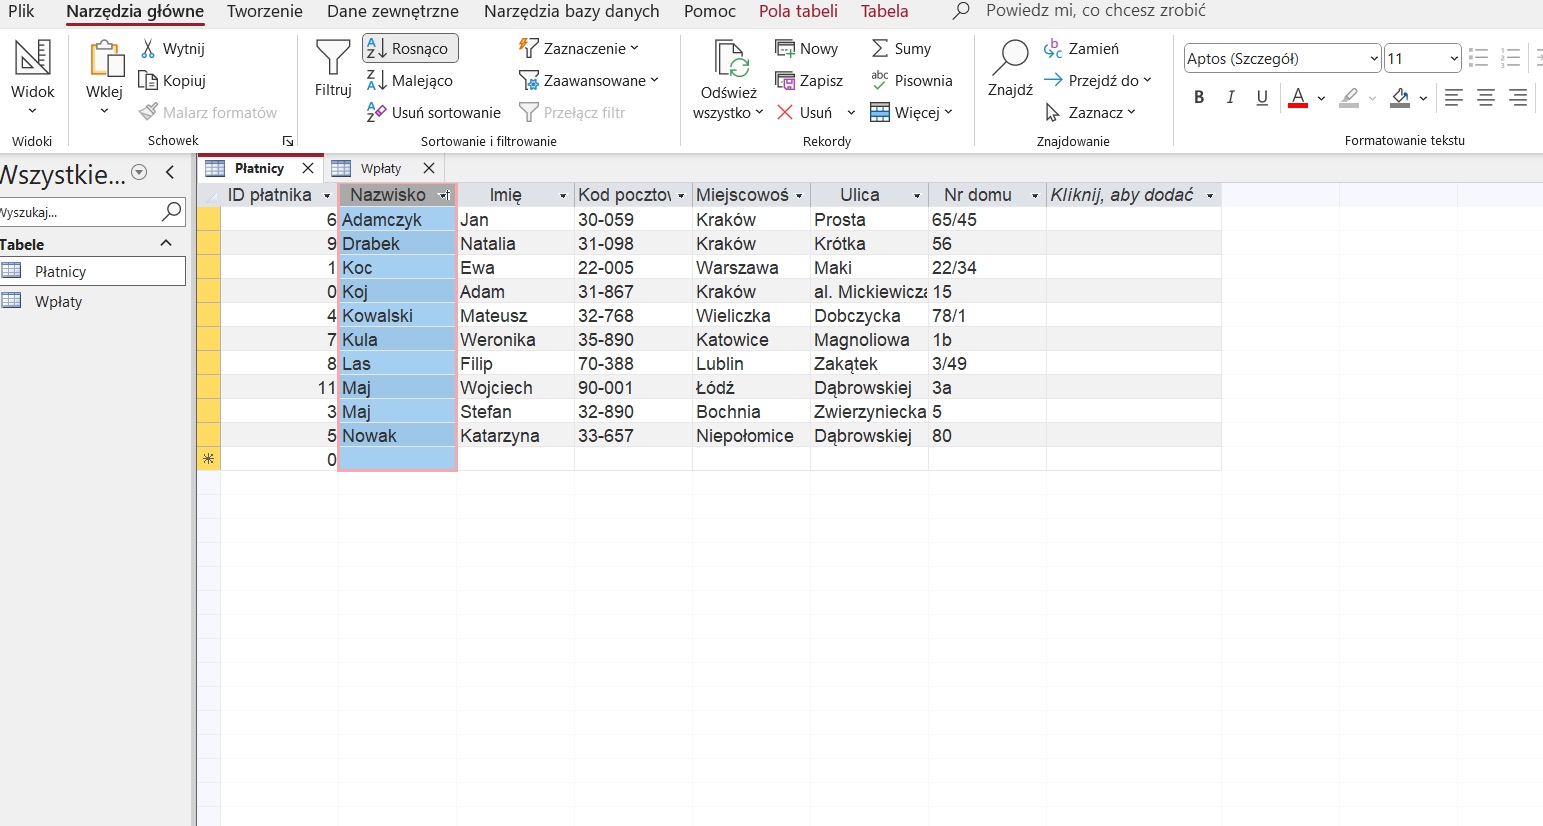 Plik Narzędzia główne Tworzenie Dane zewnętrzne Narzędzia bazy danych Pomoc Pola tabeli Tabela Powiedz mi, co chcesz zrobić
Widok
Widoki
Wklej
Wytnij
Kopiuj
Malarz formatów
Schowek
Filtruj
Rosnąco
Malejąco
Usuń sortowanie
Zaznaczenie
Zaawansowane
Przełącz filtr
Sortowanie i filtrowanie
Odśwież
wszystko
Nowy
Zapisz
Usuń
Sumy
Pisownia
Więcej
Rekordy
Znajdź
Zamień
Przejdź do
Zaznacz
Znajdowanie
Aptos (Szczegół) 11
B I U A
Formatowanie tekstu
Wszystkie...
Wyszukaj...
Tabele
Płatnicy
Wpłaty
Płatnicy Wpłaty
ID płatnika Nazwisko Imię Kod pocztov Miejscowoś Ulica Nr domu Kliknij, aby dodać
6 Adamczyk Jan 30-059 Kraków Prosta 65/45
9 Drabek Natalia 31-098 Kraków Krótka 56
1 Koc Ewa 22-005 Warszawa Maki 22/34
0 Koj Adam 31-867 Kraków al. Mickiewicza 15
4 Kowalski Mateusz 32-768 Wieliczka Dobczycka 78/1
7 Kula Weronika 35-890 Katowice Magnoliowa 1b
8 Las Filip 70-388 Lublin Zakątek 3/49
11 Maj Wojciech 90-001 Łódź Dąbrowskiej 3a
3 Maj Stefan 32-890 Bochnia Zwierzyniecka 5
5 Nowak Katarzyna 33-657 Niepołomice Dąbrowskiej 80
0